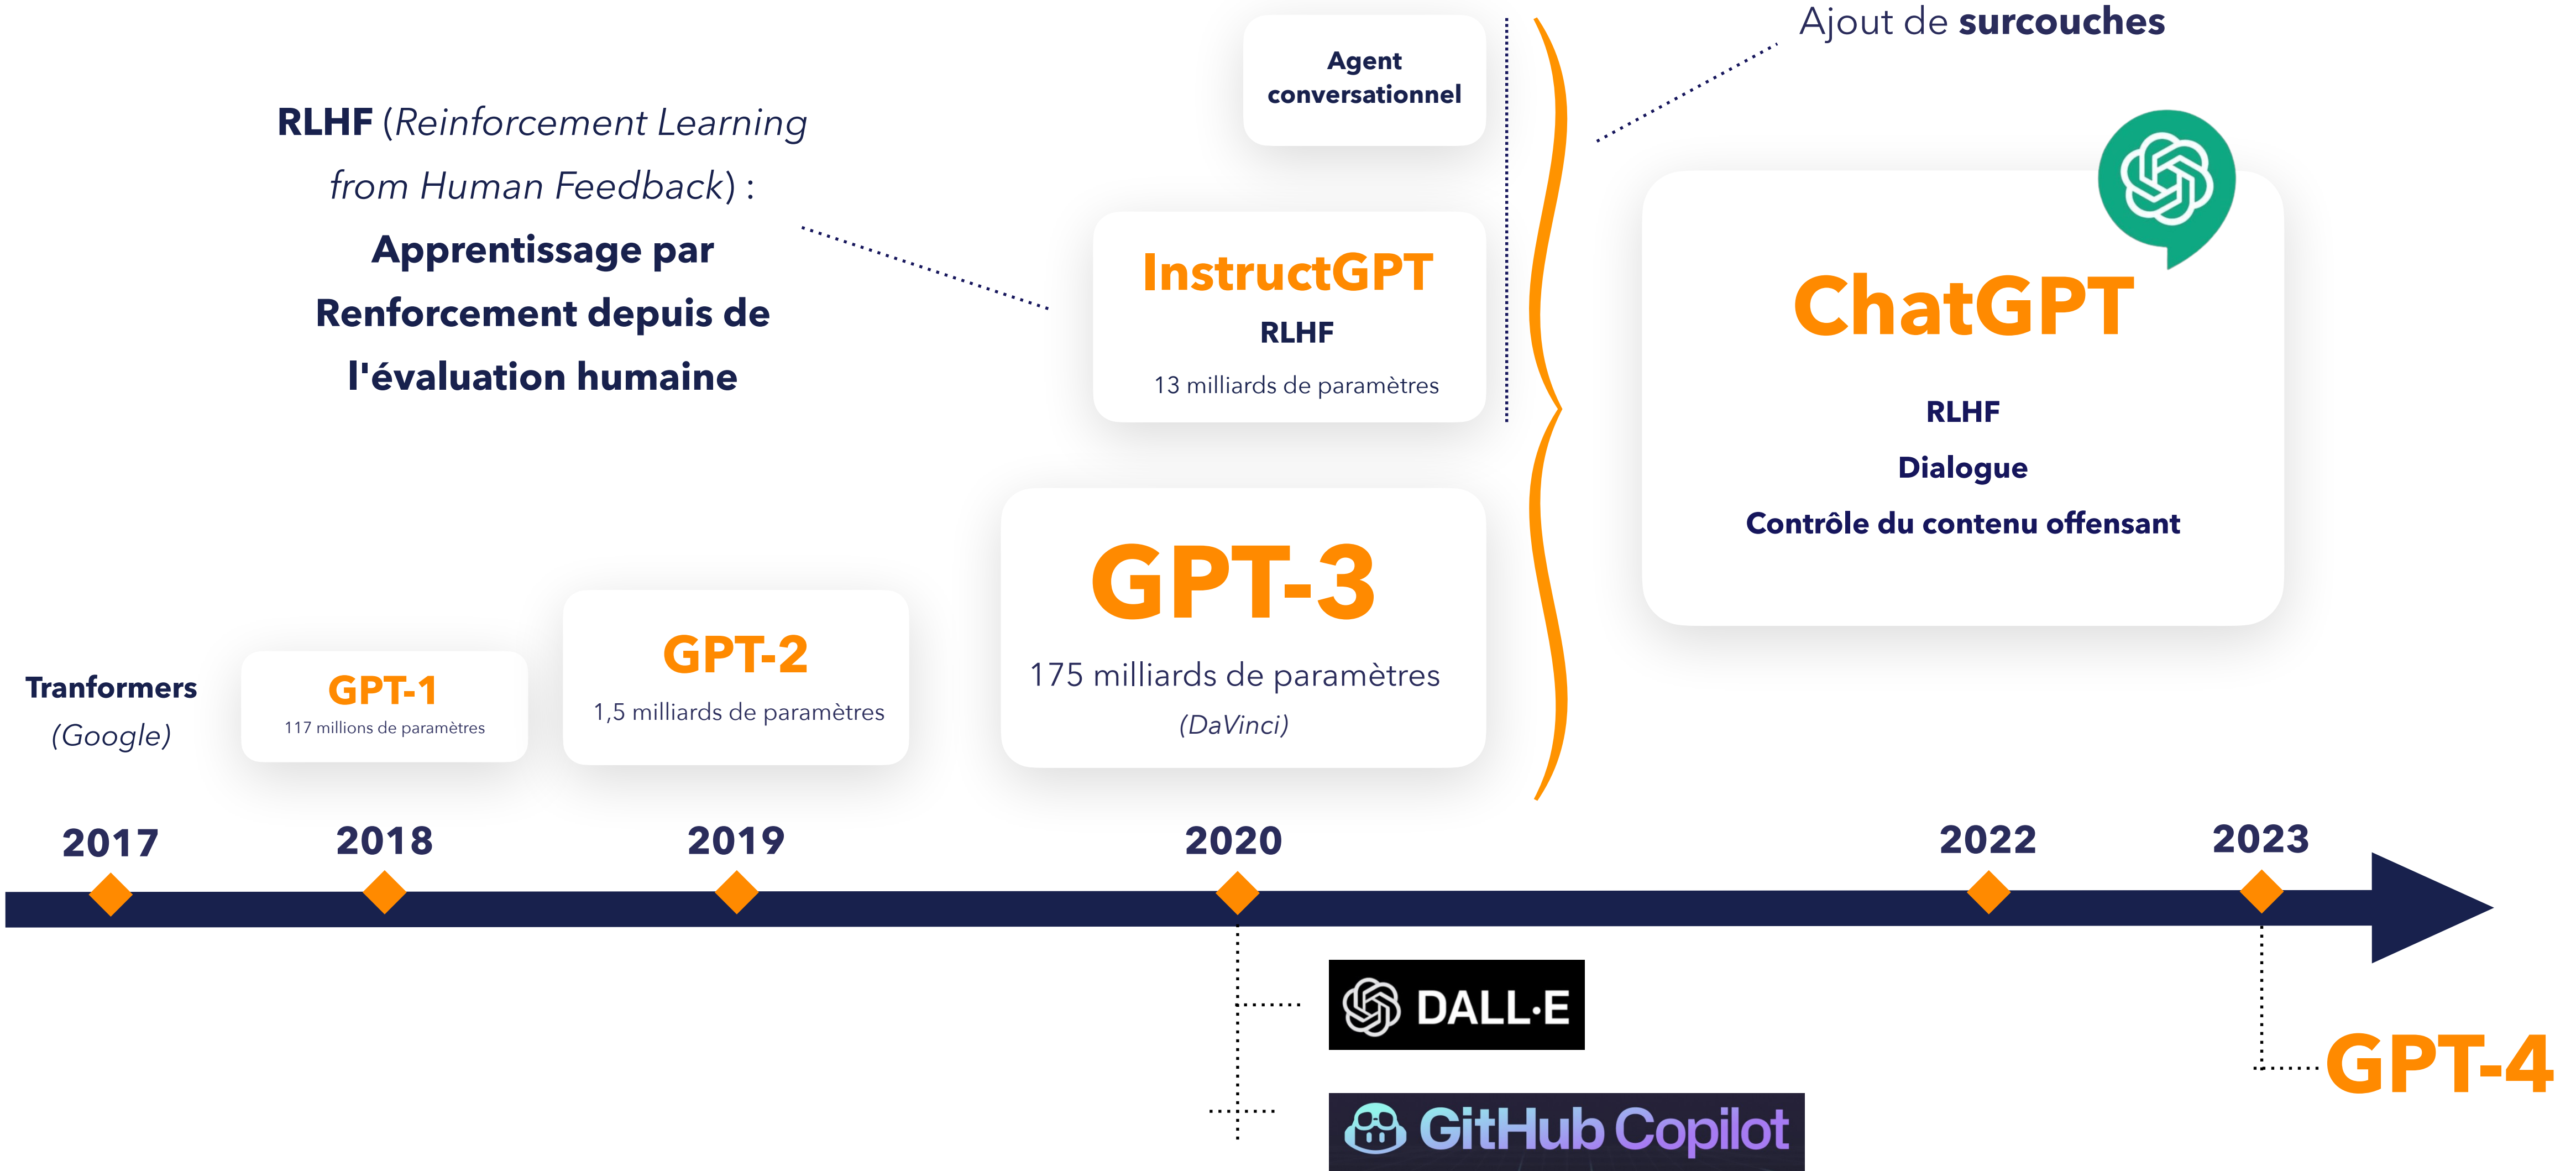 Ajout de surcouches
Agent
conversationnel
RLHF (Reinforcement Learning
from Human Feedback) :
Apprentissage par
Renforcement depuis de
l'évaluation humaine
InstructGPT
RLHF
13 milliards de paramètres
ChatGPT
RLHF
Dialogue
Contrôle du contenu offensant
GPT-3
175 milliards de paramètres
(DaVinci)
GPT-2
1,5 milliards de paramètres
GPT-1
117 millions de paramètres
Tranformers
(Google)
2017
2018
2019
2020
2022
2023
DALL·E
GitHub Copilot
GPT-4